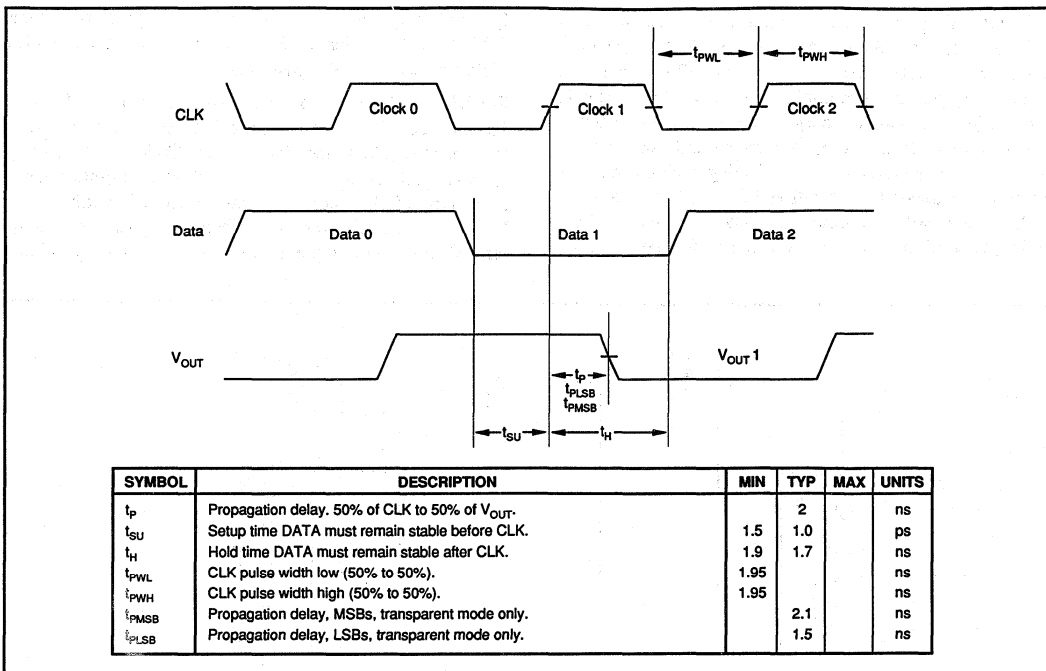 tPWL tPWH
CLK Clock 0 Clock 1 Clock 2
Data Data 0 Data 1 Data 2
VOUT VOUT 1
tP
tPLSB
tPMSB
tSU tH
SYMBOL DESCRIPTION MIN TYP MAX UNITS
tP Propagation delay. 50% of CLK to 50% of VOUT. 2 ns
tSU Setup time DATA must remain stable before CLK. 1.5 1.0 ps
tH Hold time DATA must remain stable after CLK. 1.9 1.7 ns
tPWL CLK pulse width low (50% to 50%). 1.95 ns
tPWH CLK pulse width high (50% to 50%). 1.95 ns
tPMSB Propagation delay, MSBs, transparent mode only. 2.1 ns
tPLSB Propagation delay, LSBs, transparent mode only. 1.5 ns